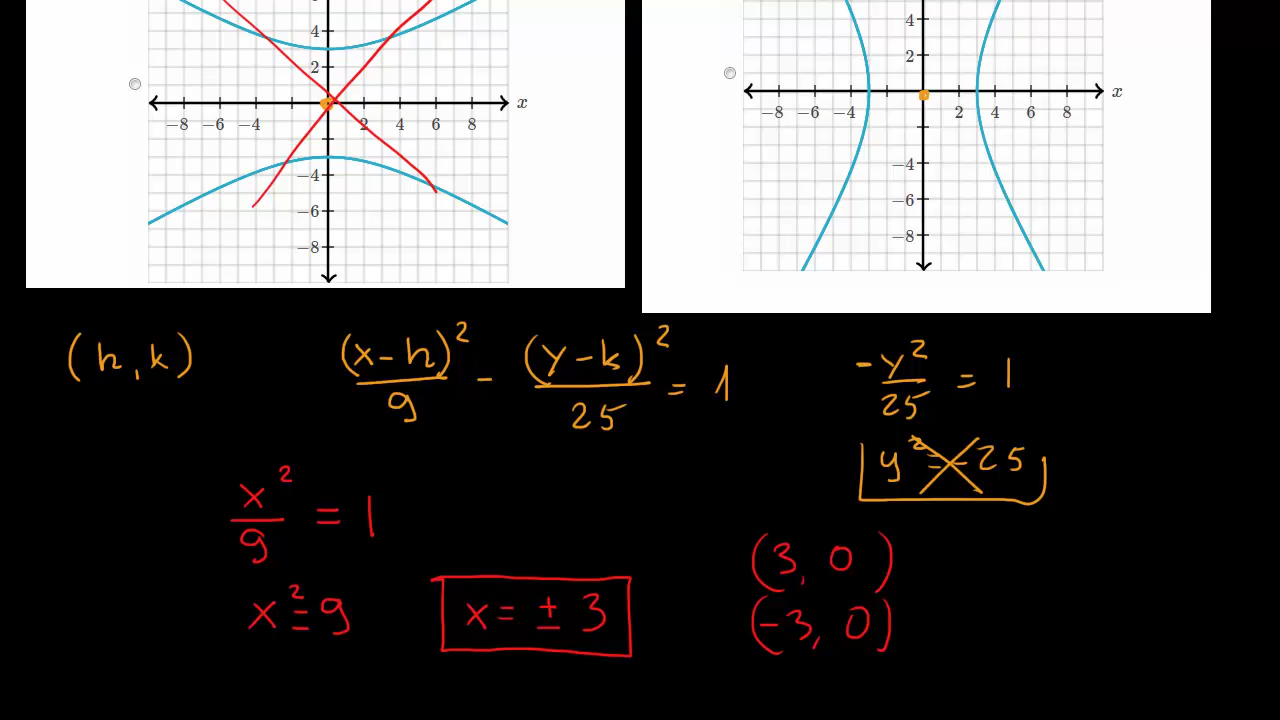 4
2
x
−8 −6 −4 2 4 6 8
−4
−6
−8
4
2
x
−8 −6 −4 2 4 6 8
−4
−6
−8
(h, k)
(x-h)²/9 - (y-k)²/25 = 1
-y²/25 = 1
y² = -25
x²/9 = 1
x² = 9
x = ± 3
(3, 0)
(-3, 0)